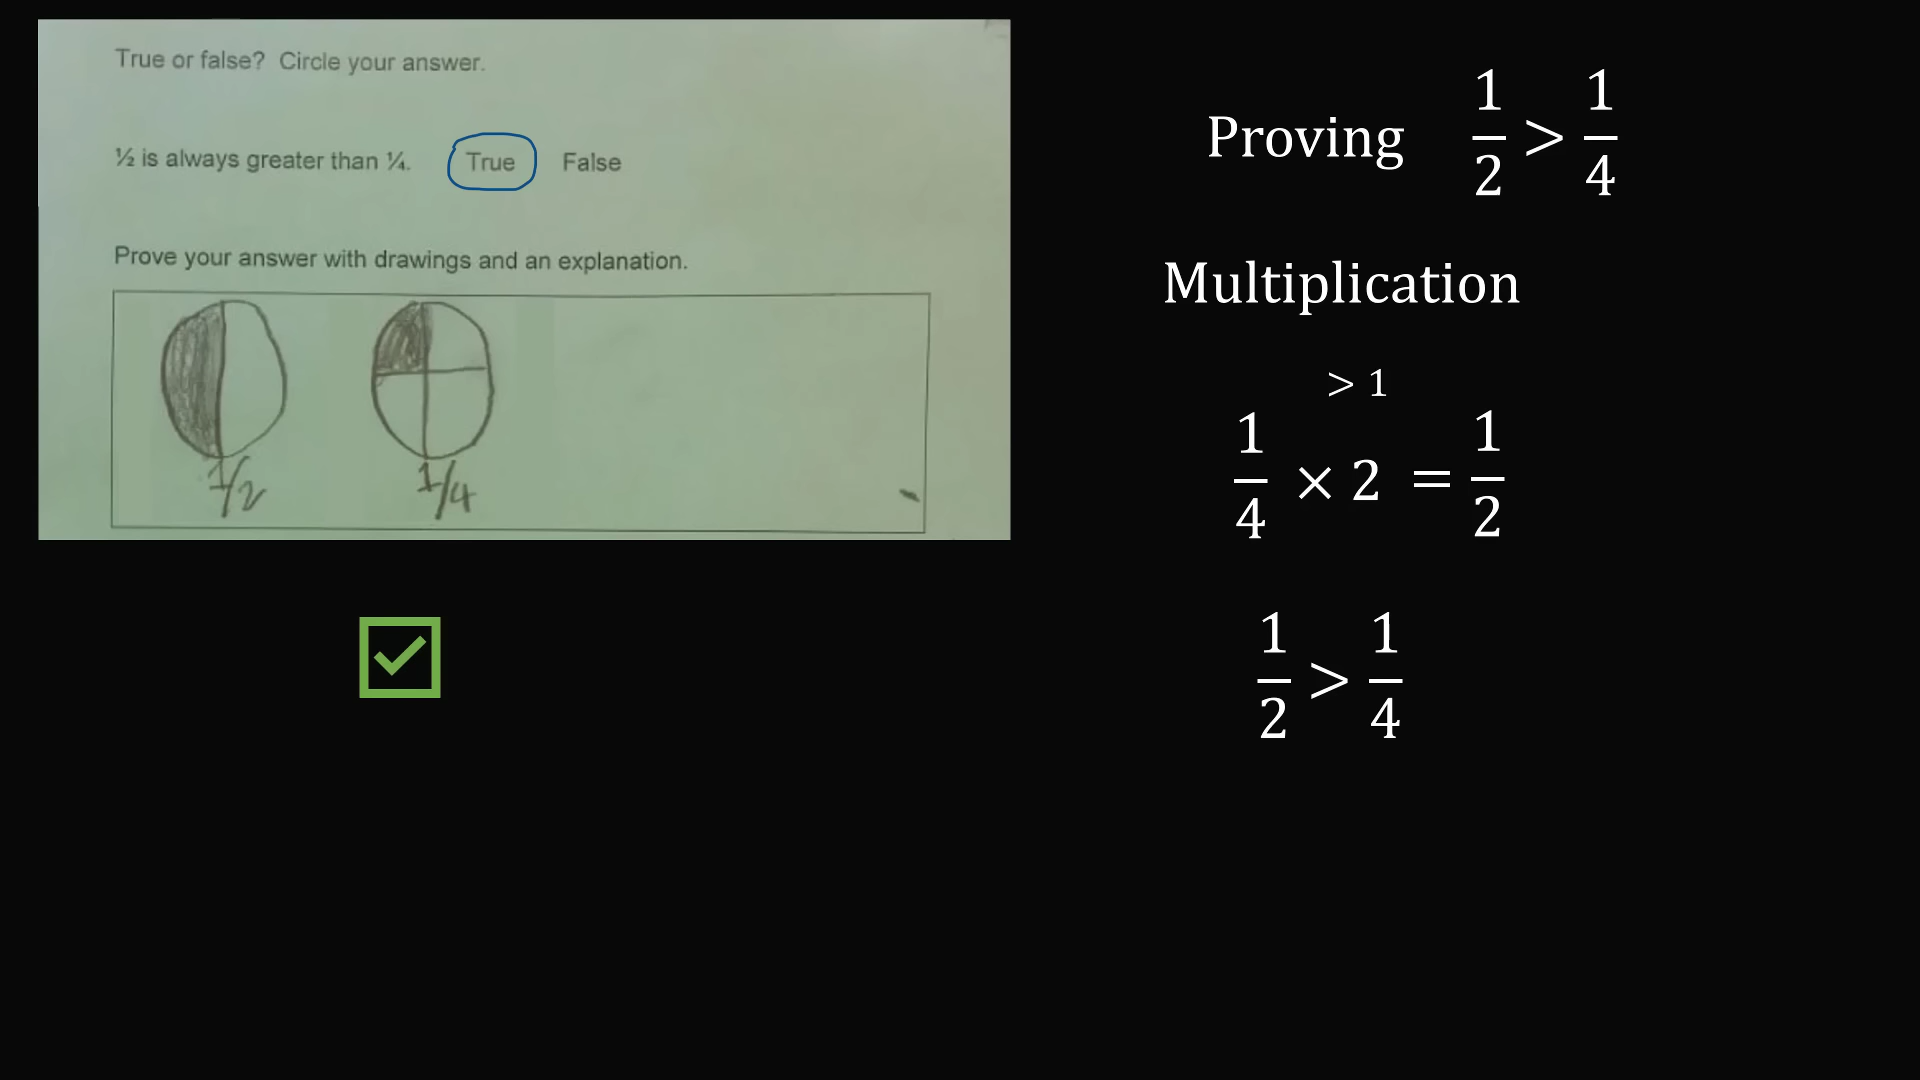 True or false? Circle your answer.
½ is always greater than ¼. True False
Prove your answer with drawings and an explanation.
1/2 1/4
Proving 1/2 > 1/4
Multiplication
> 1
1/4 × 2 = 1/2
1/2 > 1/4